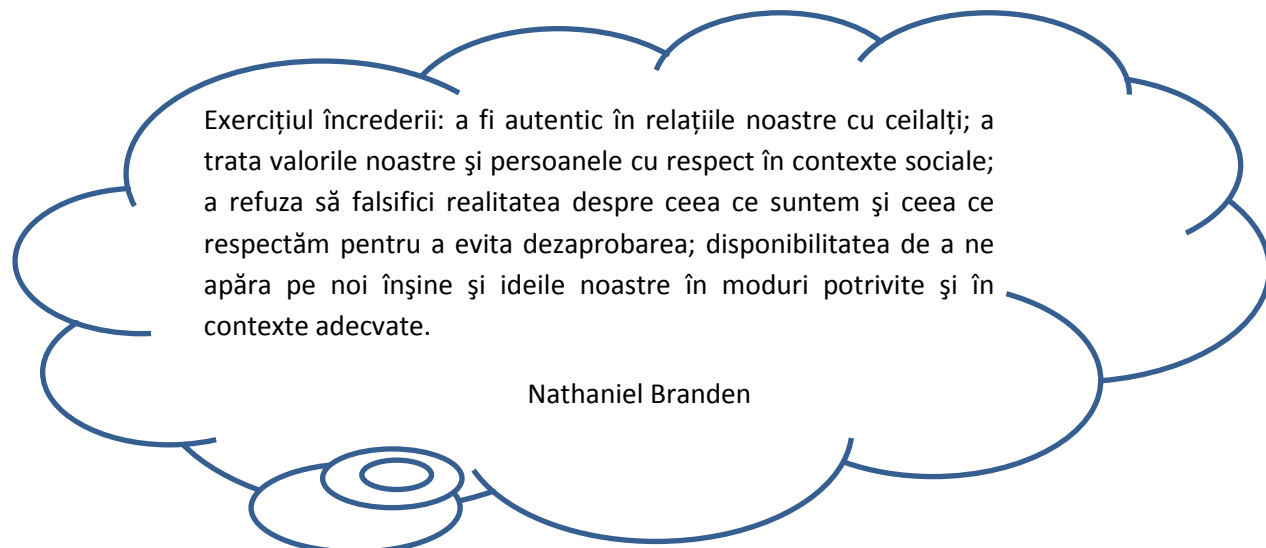 Exercițiul încrederii: a fi autentic în relațiile noastre cu ceilalți; a
trata valorile noastre şi persoanele cu respect în contexte sociale;
a refuza să falsifici realitatea despre ceea ce suntem şi ceea ce
respectăm pentru a evita dezaprobarea; disponibilitatea de a ne
apăra pe noi înşine şi ideile noastre în moduri potrivite şi în
contexte adecvate.
Nathaniel Branden